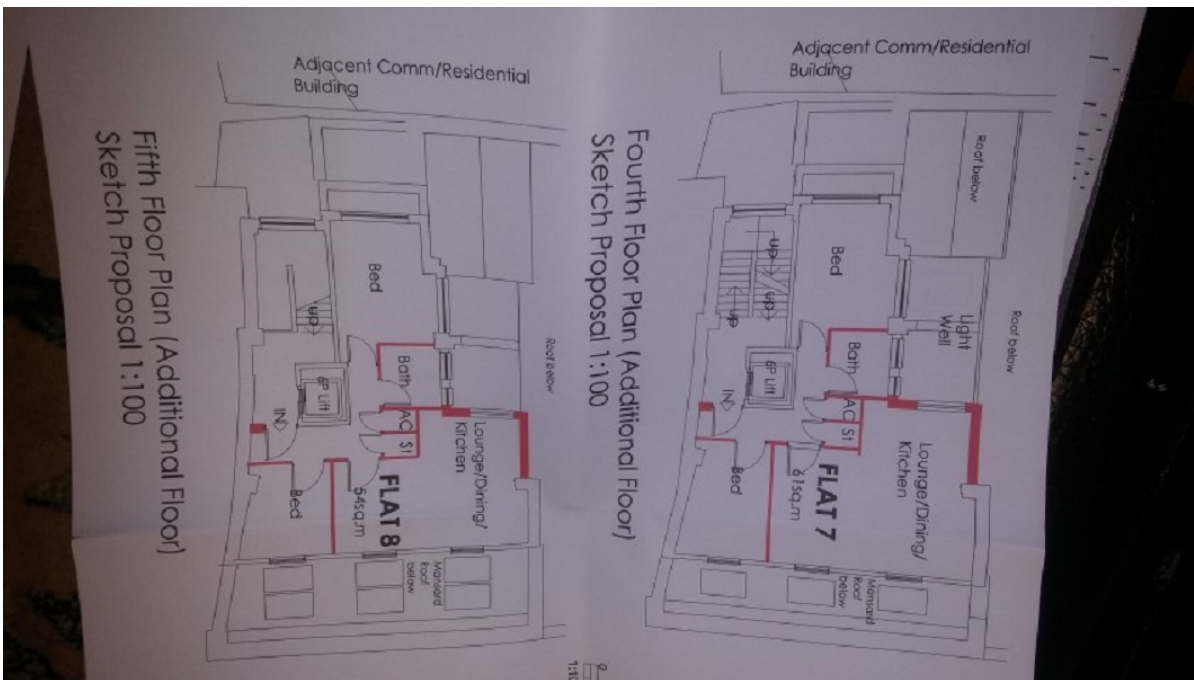 Adjacent Comm/Residential
Building
Bed
UP
6P Lift
Bath
AC
St
IN
Bed
FLAT 8
54sq.m
Lounge/Dining/
Kitchen
Mansard
Roof
below
Roof below
Fifth Floor Plan (Additional Floor)
Sketch Proposal 1:100
Adjacent Comm/Residential
Building
Roof below
Roof below
Light
Well
Bed
UP
UP
UP
6P Lift
Bath
AC
St
IN
Bed
FLAT 7
61sq.m
Lounge/Dining/
Kitchen
Mansard
Roof
below
Fourth Floor Plan (Additional Floor)
Sketch Proposal 1:100